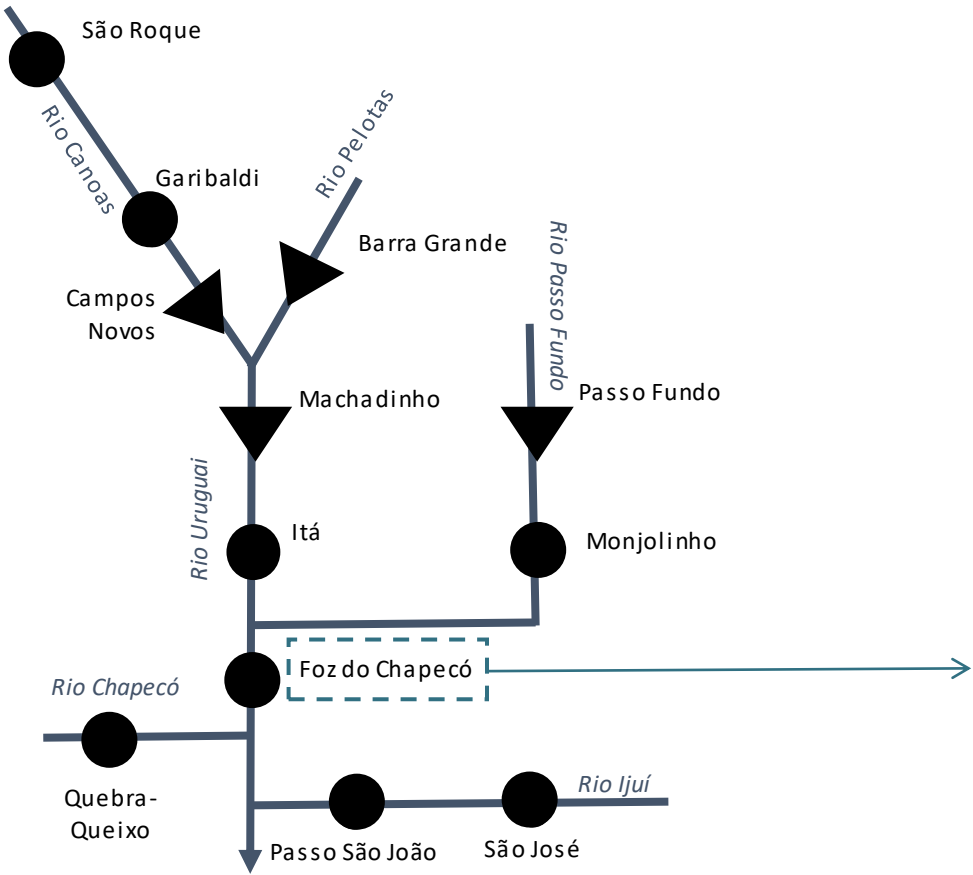 São Roque
Rio Canoas
Rio Pelotas
Garibaldi
Barra Grande
Rio Passo Fundo
Campos
Novos
Machadinho
Passo Fundo
Rio Uruguai
Itá
Monjolinho
Foz do Chapecó
Rio Chapecó
Rio Ijuí
Quebra-
Queixo
Passo São João
São José